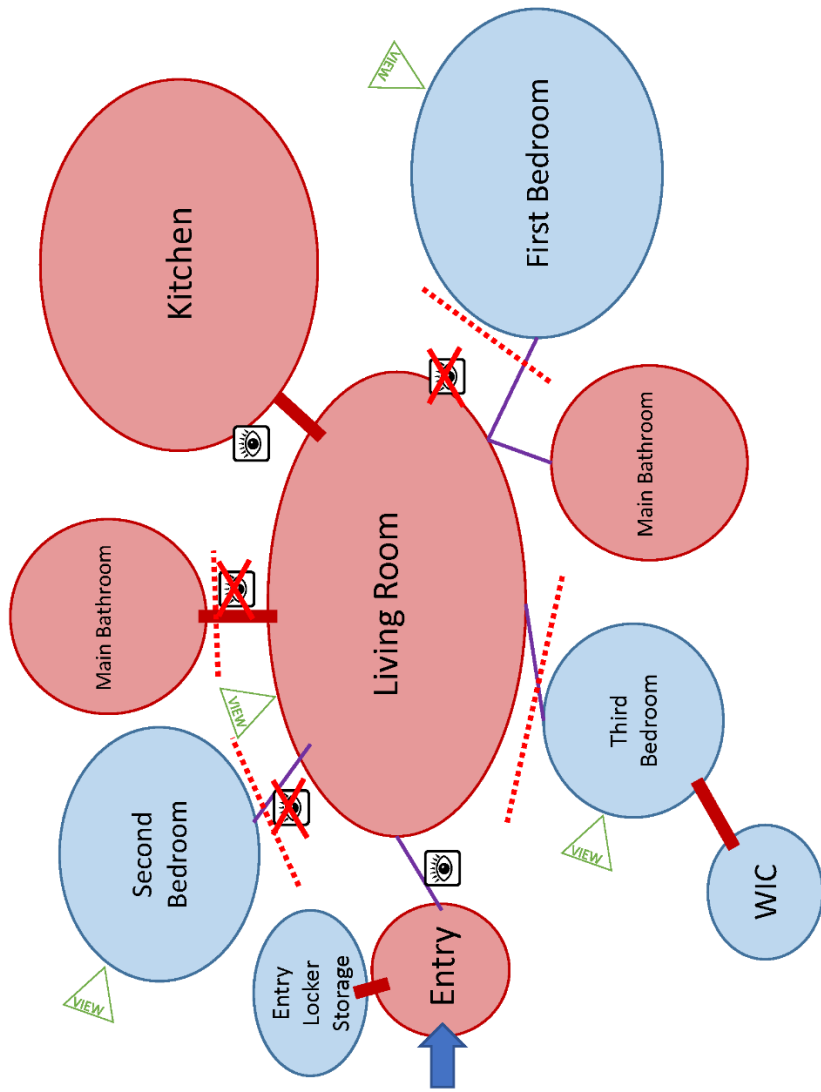 VIEW
Kitchen
First Bedroom
Main Bathroom
VIEW
Living Room
Main Bathroom
Second
Bedroom
VIEW
Third
Bedroom
VIEW
Entry
Locker
Storage
Entry
WIC